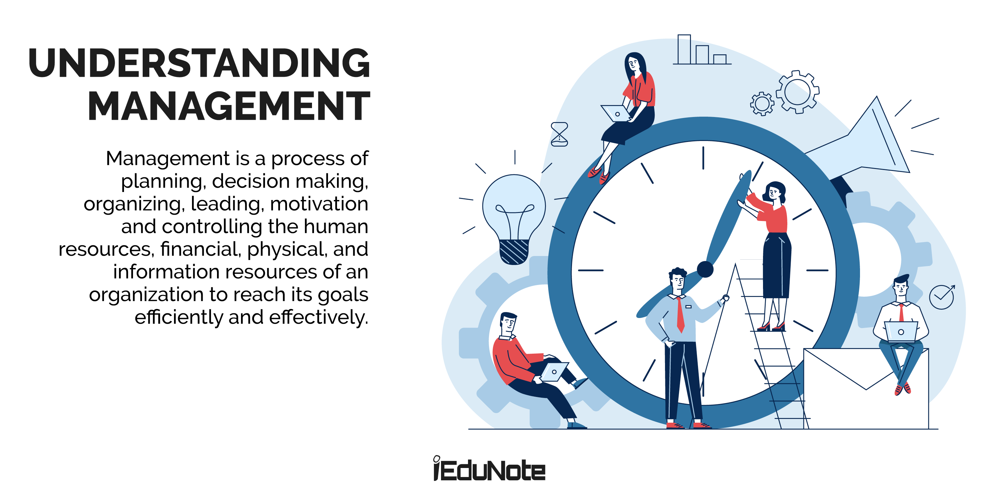 UNDERSTANDING
MANAGEMENT
Management is a process of
planning, decision making,
organizing, leading, motivation
and controlling the human
resources, financial, physical, and
information resources of an
organization to reach its goals
efficiently and effectively.
iEduNote